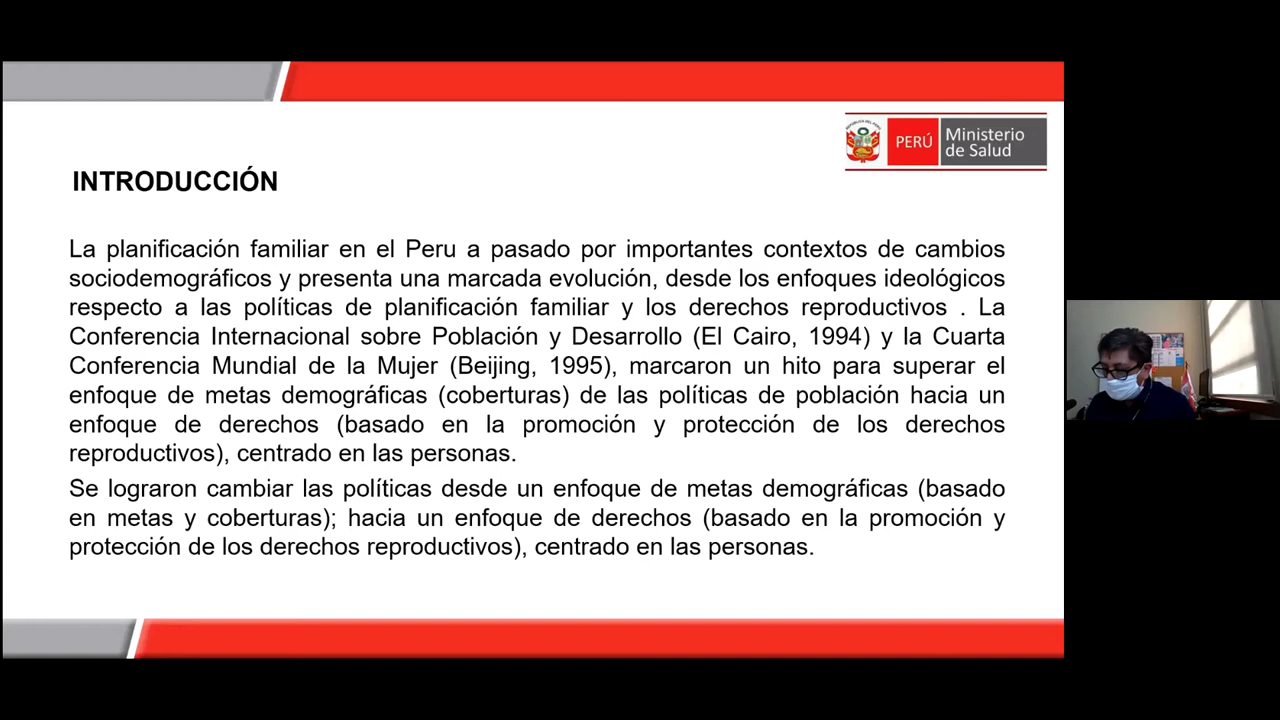 PERÚ
Ministerio
de Salud
INTRODUCCIÓN
La planificación familiar en el Peru a pasado por importantes contextos de cambios
sociodemográficos y presenta una marcada evolución, desde los enfoques ideológicos
respecto a las políticas de planificación familiar y los derechos reproductivos . La
Conferencia Internacional sobre Población y Desarrollo (El Cairo, 1994) y la Cuarta
Conferencia Mundial de la Mujer (Beijing, 1995), marcaron un hito para superar el
enfoque de metas demográficas (coberturas) de las políticas de población hacia un
enfoque de derechos (basado en la promoción y protección de los derechos
reproductivos), centrado en las personas.
Se lograron cambiar las políticas desde un enfoque de metas demográficas (basado
en metas y coberturas); hacia un enfoque de derechos (basado en la promoción y
protección de los derechos reproductivos), centrado en las personas.